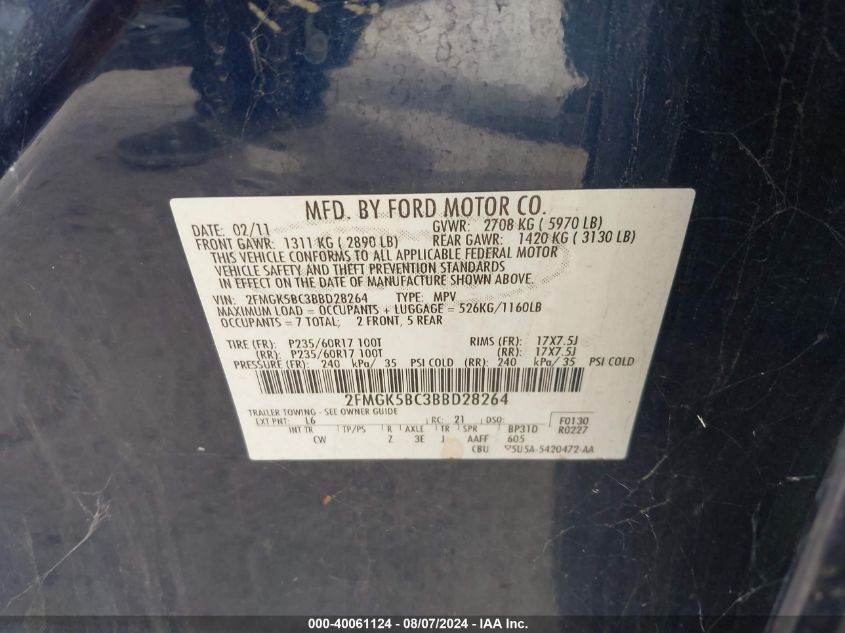 MFD. BY FORD MOTOR CO.
DATE: 02/11 GVWR: 2708 KG ( 5970 LB)
FRONT GAWR: 1311 KG ( 2890 LB) REAR GAWR: 1420 KG ( 3130 LB)
THIS VEHICLE CONFORMS TO ALL APPLICABLE FEDERAL MOTOR
VEHICLE SAFETY AND THEFT PREVENTION STANDARDS
IN EFFECT ON THE DATE OF MANUFACTURE SHOWN ABOVE.
VIN: 2FMGK5BC3BBD28264 TYPE: MPV
MAXIMUM LOAD = OCCUPANTS + LUGGAGE = 526KG/1160LB
OCCUPANTS = 7 TOTAL; 2 FRONT, 5 REAR
TIRE (FR): P235/60R17 100T RIMS (FR): 17X7.5J
(RR): P235/60R17 100T (RR): 17X7.5J
PRESSURE (FR): 240 kPa/ 35 PSI COLD (RR): 240 kPa/ 35 PSI COLD
2FMGK5BC3BBD28264
TRAILER TOWING - SEE OWNER GUIDE
EXT PNT: L6 RC: 21 DSO: F0130
INT TR TP/PS R AXLE TR SPR BP31D R0227
CW Z 3E J AAFF 605
CBU 5U5A-5420472-AA
000-40061124 - 08/07/2024 - IAA Inc.